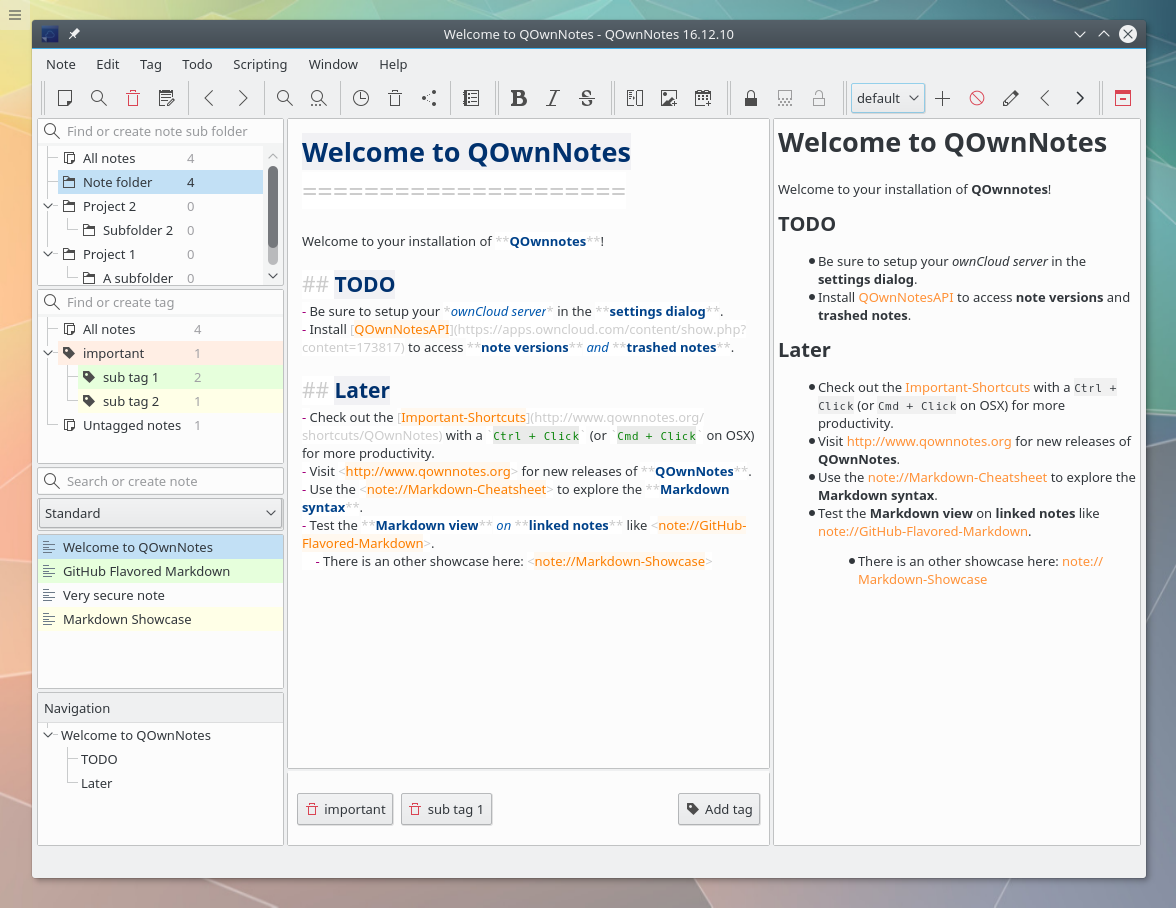 Welcome to QOwnNotes - QOwnNotes 16.12.10
Note Edit Tag Todo Scripting Window Help
B I S default
Find or create note sub folder
All notes 4
Note folder 4
Project 2 0
Subfolder 2 0
Project 1 0
A subfolder 0
Find or create tag
All notes 4
important 1
sub tag 1 2
sub tag 2 1
Untagged notes 1
Search or create note
Standard
Welcome to QOwnNotes
GitHub Flavored Markdown
Very secure note
Markdown Showcase
Navigation
Welcome to QOwnNotes
TODO
Later
Welcome to QOwnNotes
=====================
Welcome to your installation of **QOwnnotes**!
## TODO
- Be sure to setup your *ownCloud server* in the **settings dialog**.
- Install [QOwnNotesAPI](https://apps.owncloud.com/content/show.php?
content=173817) to access **note versions** and **trashed notes**.
## Later
- Check out the [Important-Shortcuts](http://www.qownnotes.org/
shortcuts/QOwnNotes) with a `Ctrl + Click` (or `Cmd + Click` on OSX)
for more productivity.
- Visit <http://www.qownnotes.org> for new releases of **QOwnNotes**.
- Use the <note://Markdown-Cheatsheet> to explore the **Markdown
syntax**.
- Test the **Markdown view** on **linked notes** like <note://GitHub-
Flavored-Markdown>.
- There is an other showcase here: <note://Markdown-Showcase>
important sub tag 1 Add tag
Welcome to QOwnNotes
Welcome to your installation of QOwnnotes!
TODO
● Be sure to setup your ownCloud server in the
settings dialog.
● Install QOwnNotesAPI to access note versions and
trashed notes.
Later
● Check out the Important-Shortcuts with a Ctrl +
Click (or Cmd + Click on OSX) for more
productivity.
● Visit http://www.qownnotes.org for new releases of
QOwnNotes.
● Use the note://Markdown-Cheatsheet to explore the
Markdown syntax.
● Test the Markdown view on linked notes like
note://GitHub-Flavored-Markdown.
● There is an other showcase here: note://
Markdown-Showcase